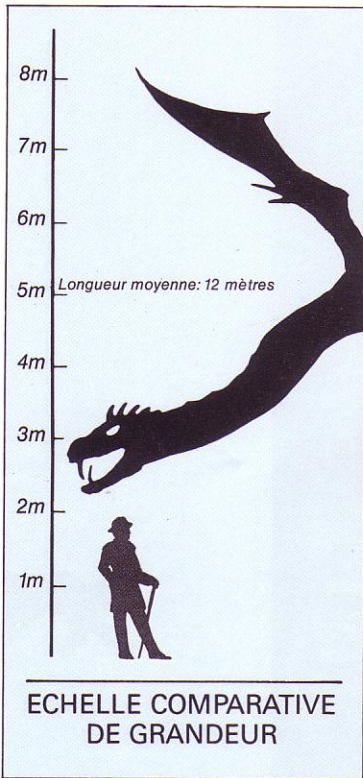 8m
7m
6m
Longueur moyenne: 12 mètres
5m
4m
3m
2m
1m
ECHELLE COMPARATIVE
DE GRANDEUR